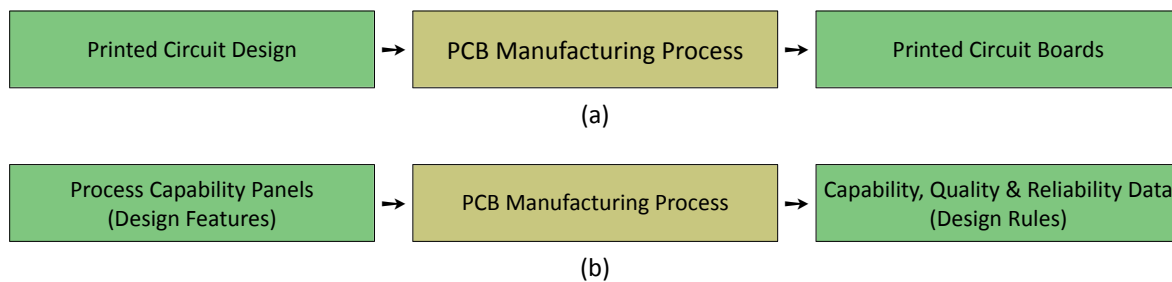 Printed Circuit Design
PCB Manufacturing Process
Printed Circuit Boards
(a)
Process Capability Panels
(Design Features)
PCB Manufacturing Process
Capability, Quality & Reliability Data
(Design Rules)
(b)